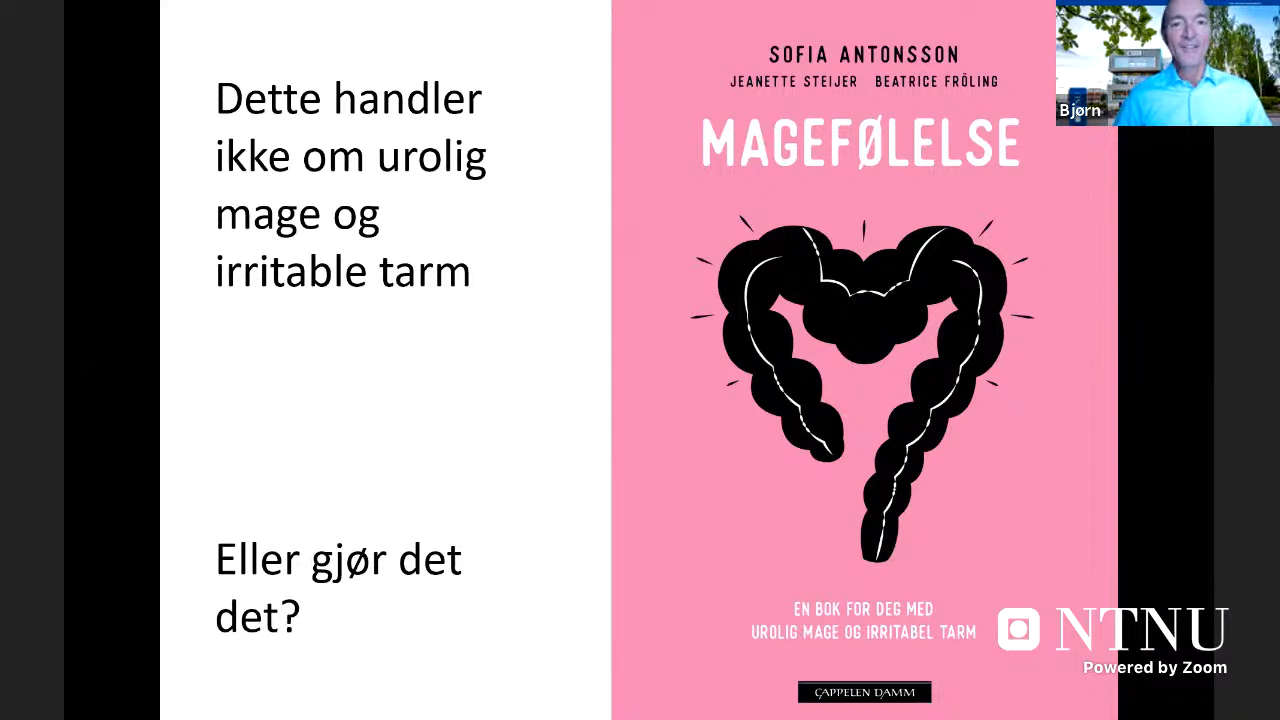 Dette handler
ikke om urolig
mage og
irritable tarm
Eller gjør det
det?
SOFIA ANTONSSON
JEANETTE STEIJER BEATRICE FRÖLING
MAGEFØLELSE
EN BOK FOR DEG MED
UROLIG MAGE OG IRRITABEL TARM
CAPPELEN DAMM
Bjørn
NTNU
Powered by Zoom